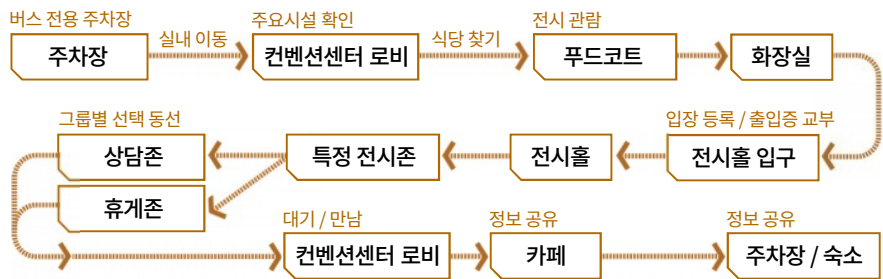 버스 전용 주차장
주차장
실내 이동
주요시설 확인
컨벤션센터 로비
식당 찾기
전시 관람
푸드코트
화장실
입장 등록 / 출입증 교부
전시홀 입구
전시홀
특정 전시존
그룹별 선택 동선
상담존
휴게존
대기 / 만남
컨벤션센터 로비
정보 공유
카페
정보 공유
주차장 / 숙소